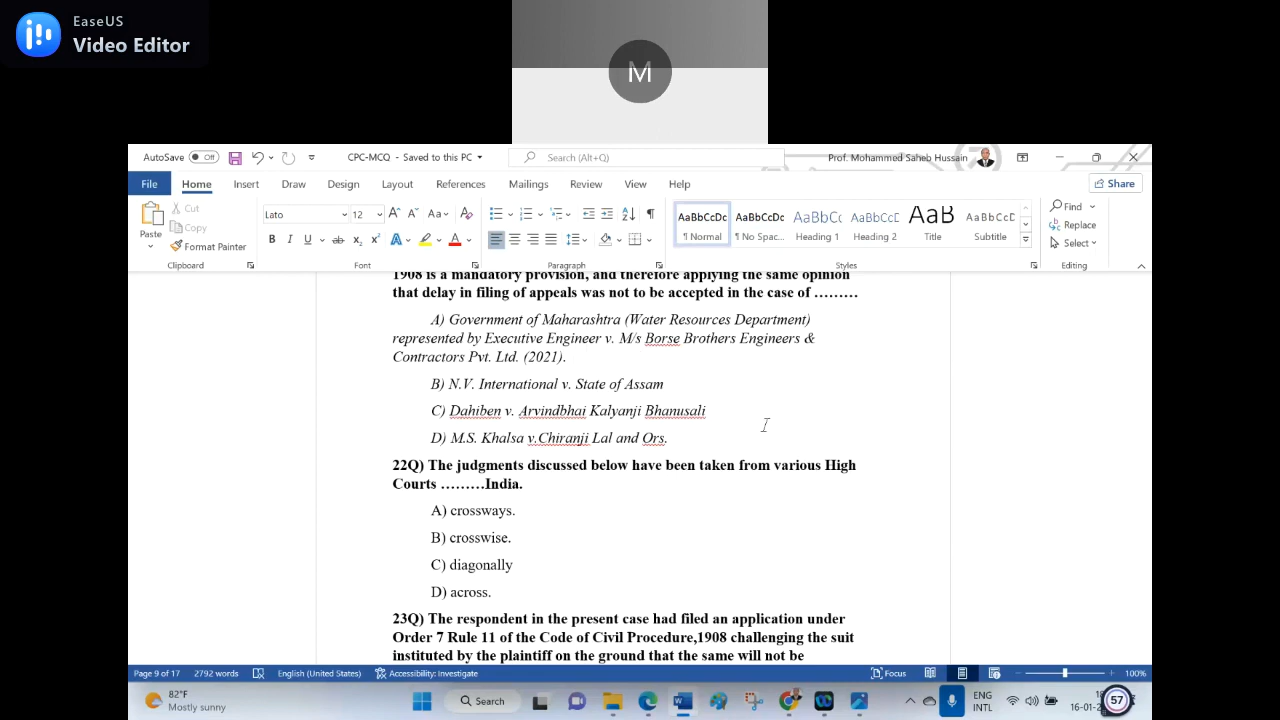 EaseUS
Video Editor
M
AutoSave Off CPC-MCQ - Saved to this PC Search (Alt+Q) Prof. Mohammed Saheb Hussain
File Home Insert Draw Design Layout References Mailings Review View Help Share
Paste Cut Copy Format Painter
Lato 12
AaBbCcDc AaBbCcDc AaBbCc AaBbCcD AaB AaBbCcD
¶ Normal ¶ No Spac... Heading 1 Heading 2 Title Subtitle
Find Replace Select
Clipboard Font Paragraph Styles Editing
1908 is a mandatory provision, and therefore applying the same opinion
that delay in filing of appeals was not to be accepted in the case of ………
A) Government of Maharashtra (Water Resources Department)
represented by Executive Engineer v. M/s Borse Brothers Engineers &
Contractors Pvt. Ltd. (2021).
B) N.V. International v. State of Assam
C) Dahiben v. Arvindbhai Kalyanji Bhanusali
D) M.S. Khalsa v.Chiranji Lal and Ors.
22Q) The judgments discussed below have been taken from various High
Courts ………India.
A) crossways.
B) crosswise.
C) diagonally
D) across.
23Q) The respondent in the present case had filed an application under
Order 7 Rule 11 of the Code of Civil Procedure,1908 challenging the suit
instituted by the plaintiff on the ground that the same will not be
Page 9 of 17 2792 words English (United States) Accessibility: Investigate Focus 100%
82°F
Mostly sunny
Search
ENG
INTL
57
16-01-2